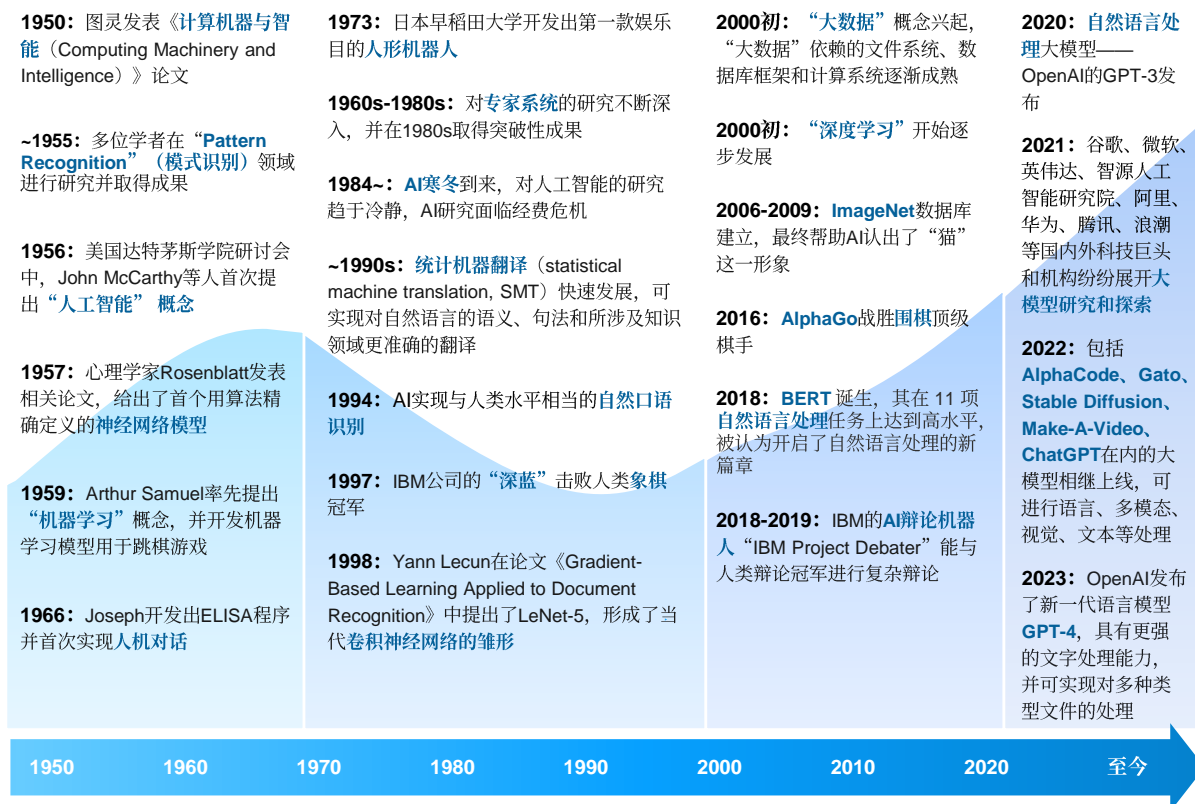 1950：图灵发表《计算机器与智
能（Computing Machinery and
Intelligence）》论文
~1955：多位学者在“Pattern
Recognition”（模式识别）领域
进行研究并取得成果
1956：美国达特茅斯学院研讨会
中，John McCarthy等人首次提
出“人工智能” 概念
1957：心理学家Rosenblatt发表
相关论文，给出了首个用算法精
确定义的神经网络模型
1959：Arthur Samuel率先提出
“机器学习”概念，并开发机器
学习模型用于跳棋游戏
1966：Joseph开发出ELISA程序
并首次实现人机对话
1973：日本早稻田大学开发出第一款娱乐
目的人形机器人
1960s-1980s：对专家系统的研究不断深
入，并在1980s取得突破性成果
1984~：AI寒冬到来，对人工智能的研究
趋于冷静，AI研究面临经费危机
~1990s：统计机器翻译（statistical
machine translation, SMT）快速发展，可
实现对自然语言的语义、句法和所涉及知识
领域更准确的翻译
1994：AI实现与人类水平相当的自然口语
识别
1997：IBM公司的“深蓝”击败人类象棋
冠军
1998：Yann Lecun在论文《Gradient-
Based Learning Applied to Document
Recognition》中提出了LeNet-5，形成了当
代卷积神经网络的雏形
2000初：“大数据”概念兴起，
“大数据”依赖的文件系统、数
据库框架和计算系统逐渐成熟
2000初：“深度学习”开始逐
步发展
2006-2009：ImageNet数据库
建立，最终帮助AI认出了“猫”
这一形象
2016：AlphaGo战胜围棋顶级
棋手
2018：BERT 诞生，其在 11 项
自然语言处理任务上达到高水平，
被认为开启了自然语言处理的新
篇章
2018-2019：IBM的AI辩论机器
人“IBM Project Debater”能与
人类辩论冠军进行复杂辩论
2020：自然语言处
理大模型——
OpenAI的GPT-3发
布
2021：谷歌、微软、
英伟达、智源人工
智能研究院、阿里、
华为、腾讯、浪潮
等国内外科技巨头
和机构纷纷展开大
模型研究和探索
2022：包括
AlphaCode、Gato、
Stable Diffusion、
Make-A-Video、
ChatGPT在内的大
模型相继上线，可
进行语言、多模态、
视觉、文本等处理
2023：OpenAI发布
了新一代语言模型
GPT-4，具有更强
的文字处理能力，
并可实现对多种类
型文件的处理
1950 1960 1970 1980 1990 2000 2010 2020 至今